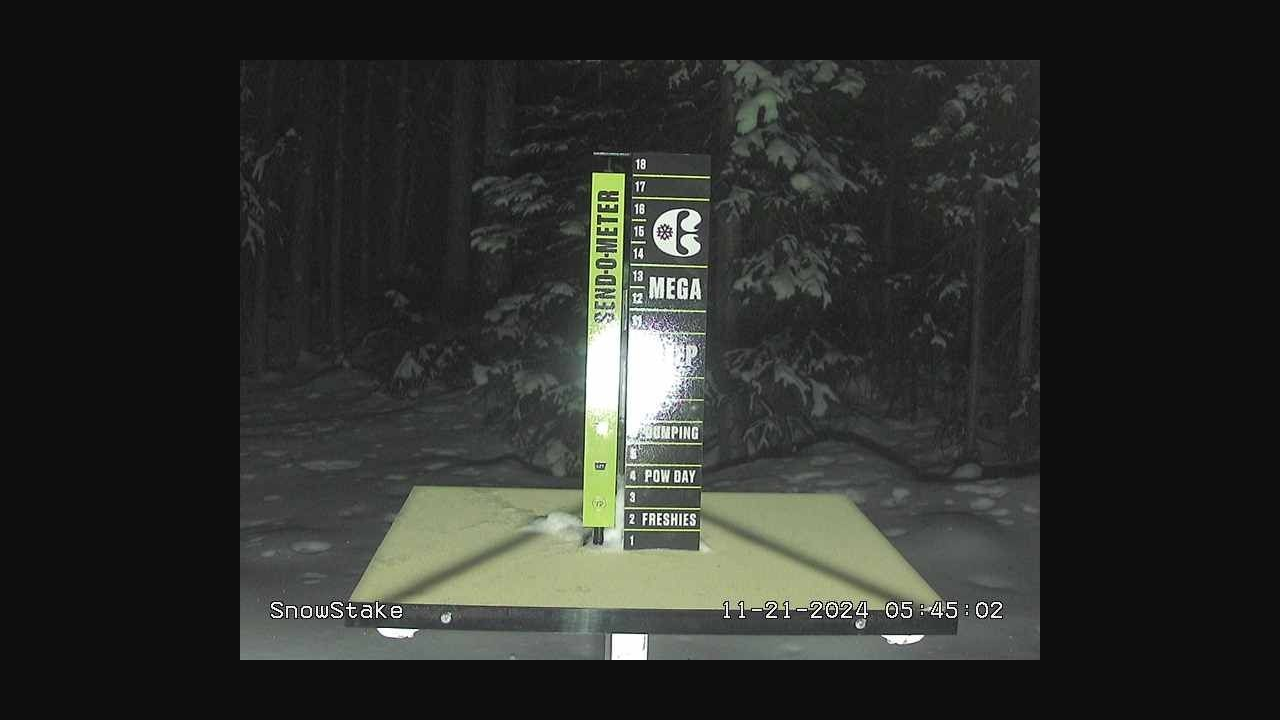 18
17
16
15
14
13
MEGA
12
11
SEND-O-METER
DUMPING
4 POW DAY
3
2 FRESHIES
1
SnowStake
11-21-2024 05:45:02